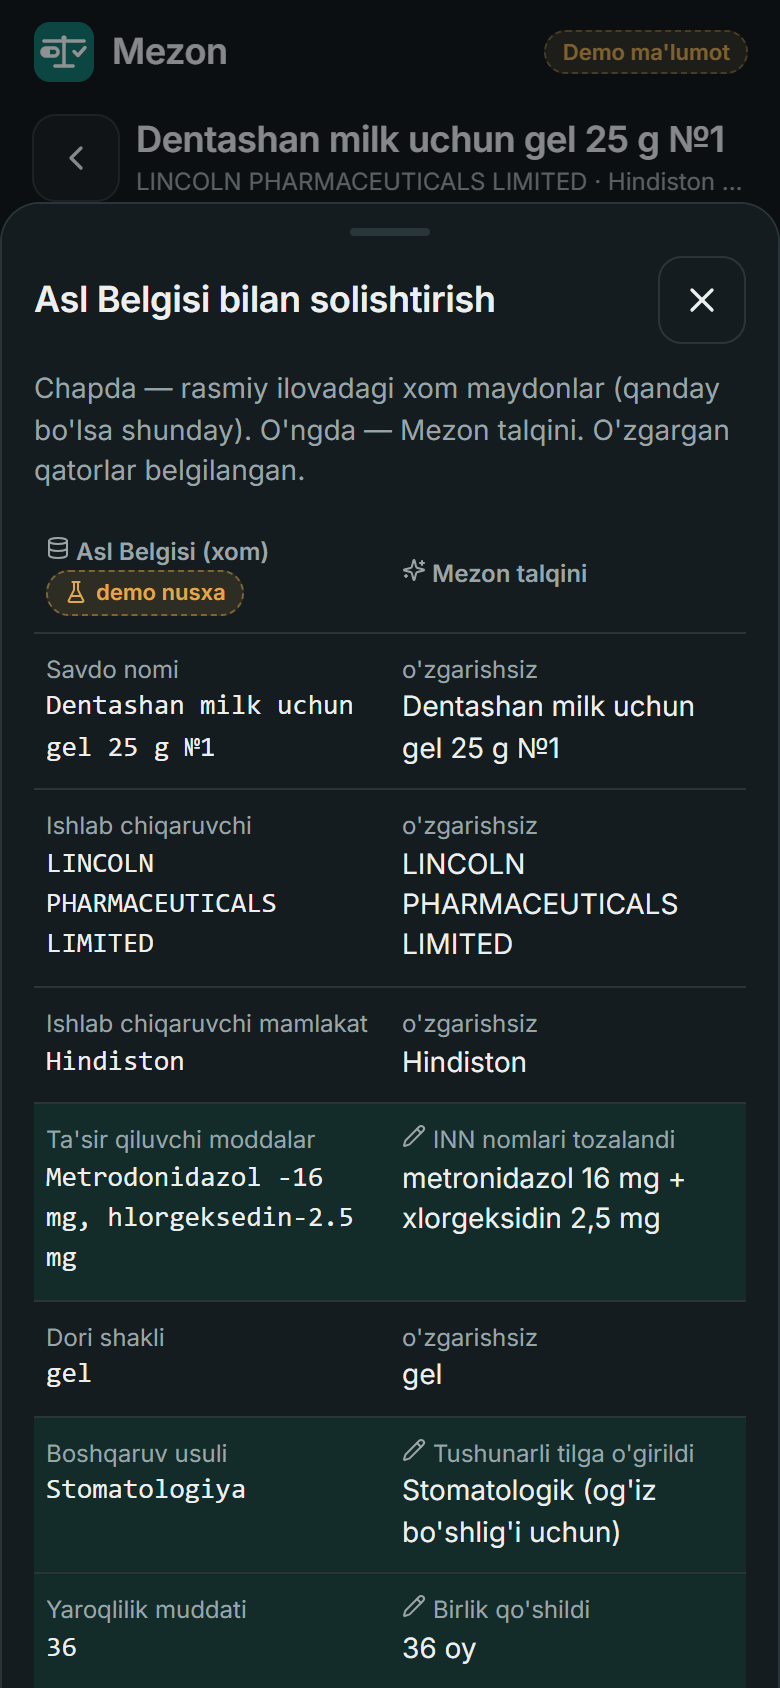 Mezon
Demo ma'lumot
Dentashan milk uchun gel 25 g №1
LINCOLN PHARMACEUTICALS LIMITED · Hindiston ...
Asl Belgisi bilan solishtirish
Chapda — rasmiy ilovadagi xom maydonlar (qanday
bo'lsa shunday). O'ngda — Mezon talqini. O'zgargan
qatorlar belgilangan.
Asl Belgisi (xom)
demo nusxa
Mezon talqini
Savdo nomi
Dentashan milk uchun
gel 25 g №1
o'zgarishsiz
Dentashan milk uchun
gel 25 g №1
Ishlab chiqaruvchi
LINCOLN
PHARMACEUTICALS
LIMITED
o'zgarishsiz
LINCOLN
PHARMACEUTICALS
LIMITED
Ishlab chiqaruvchi mamlakat
Hindiston
o'zgarishsiz
Hindiston
Ta'sir qiluvchi moddalar
Metrodonidazol -16
mg, hlorgeksedin-2.5
mg
INN nomlari tozalandi
metronidazol 16 mg +
xlorgeksidin 2,5 mg
Dori shakli
gel
o'zgarishsiz
gel
Boshqaruv usuli
Stomatologiya
Tushunarli tilga o'girildi
Stomatologik (og'iz
bo'shlig'i uchun)
Yaroqlilik muddati
36
Birlik qo'shildi
36 oy